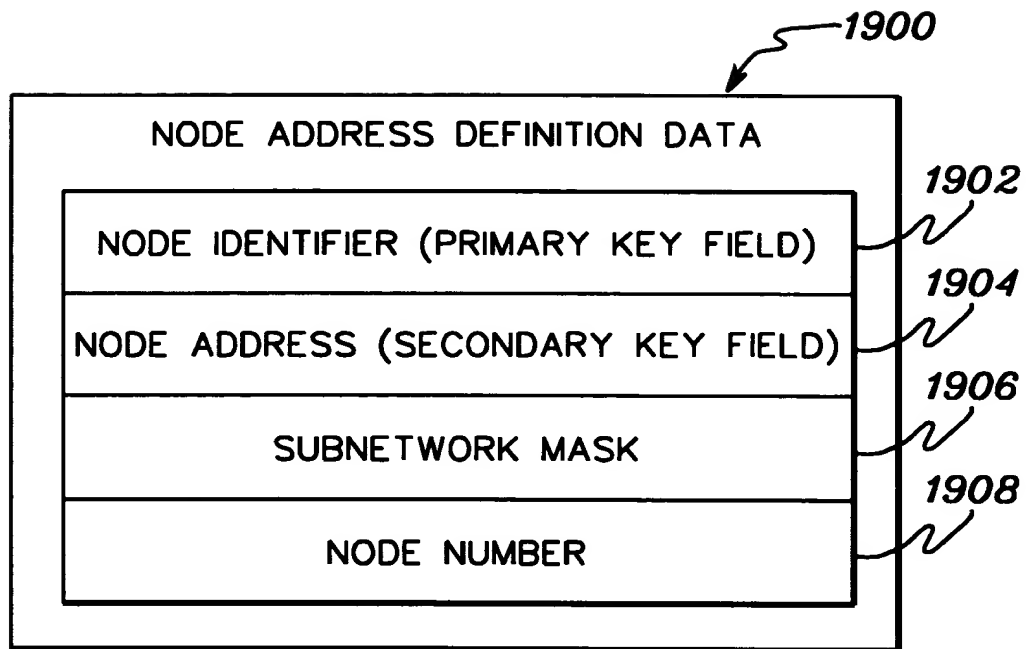 1900
NODE ADDRESS DEFINITION DATA
1902
NODE IDENTIFIER (PRIMARY KEY FIELD)
1904
NODE ADDRESS (SECONDARY KEY FIELD)
1906
SUBNETWORK MASK
1908
NODE NUMBER